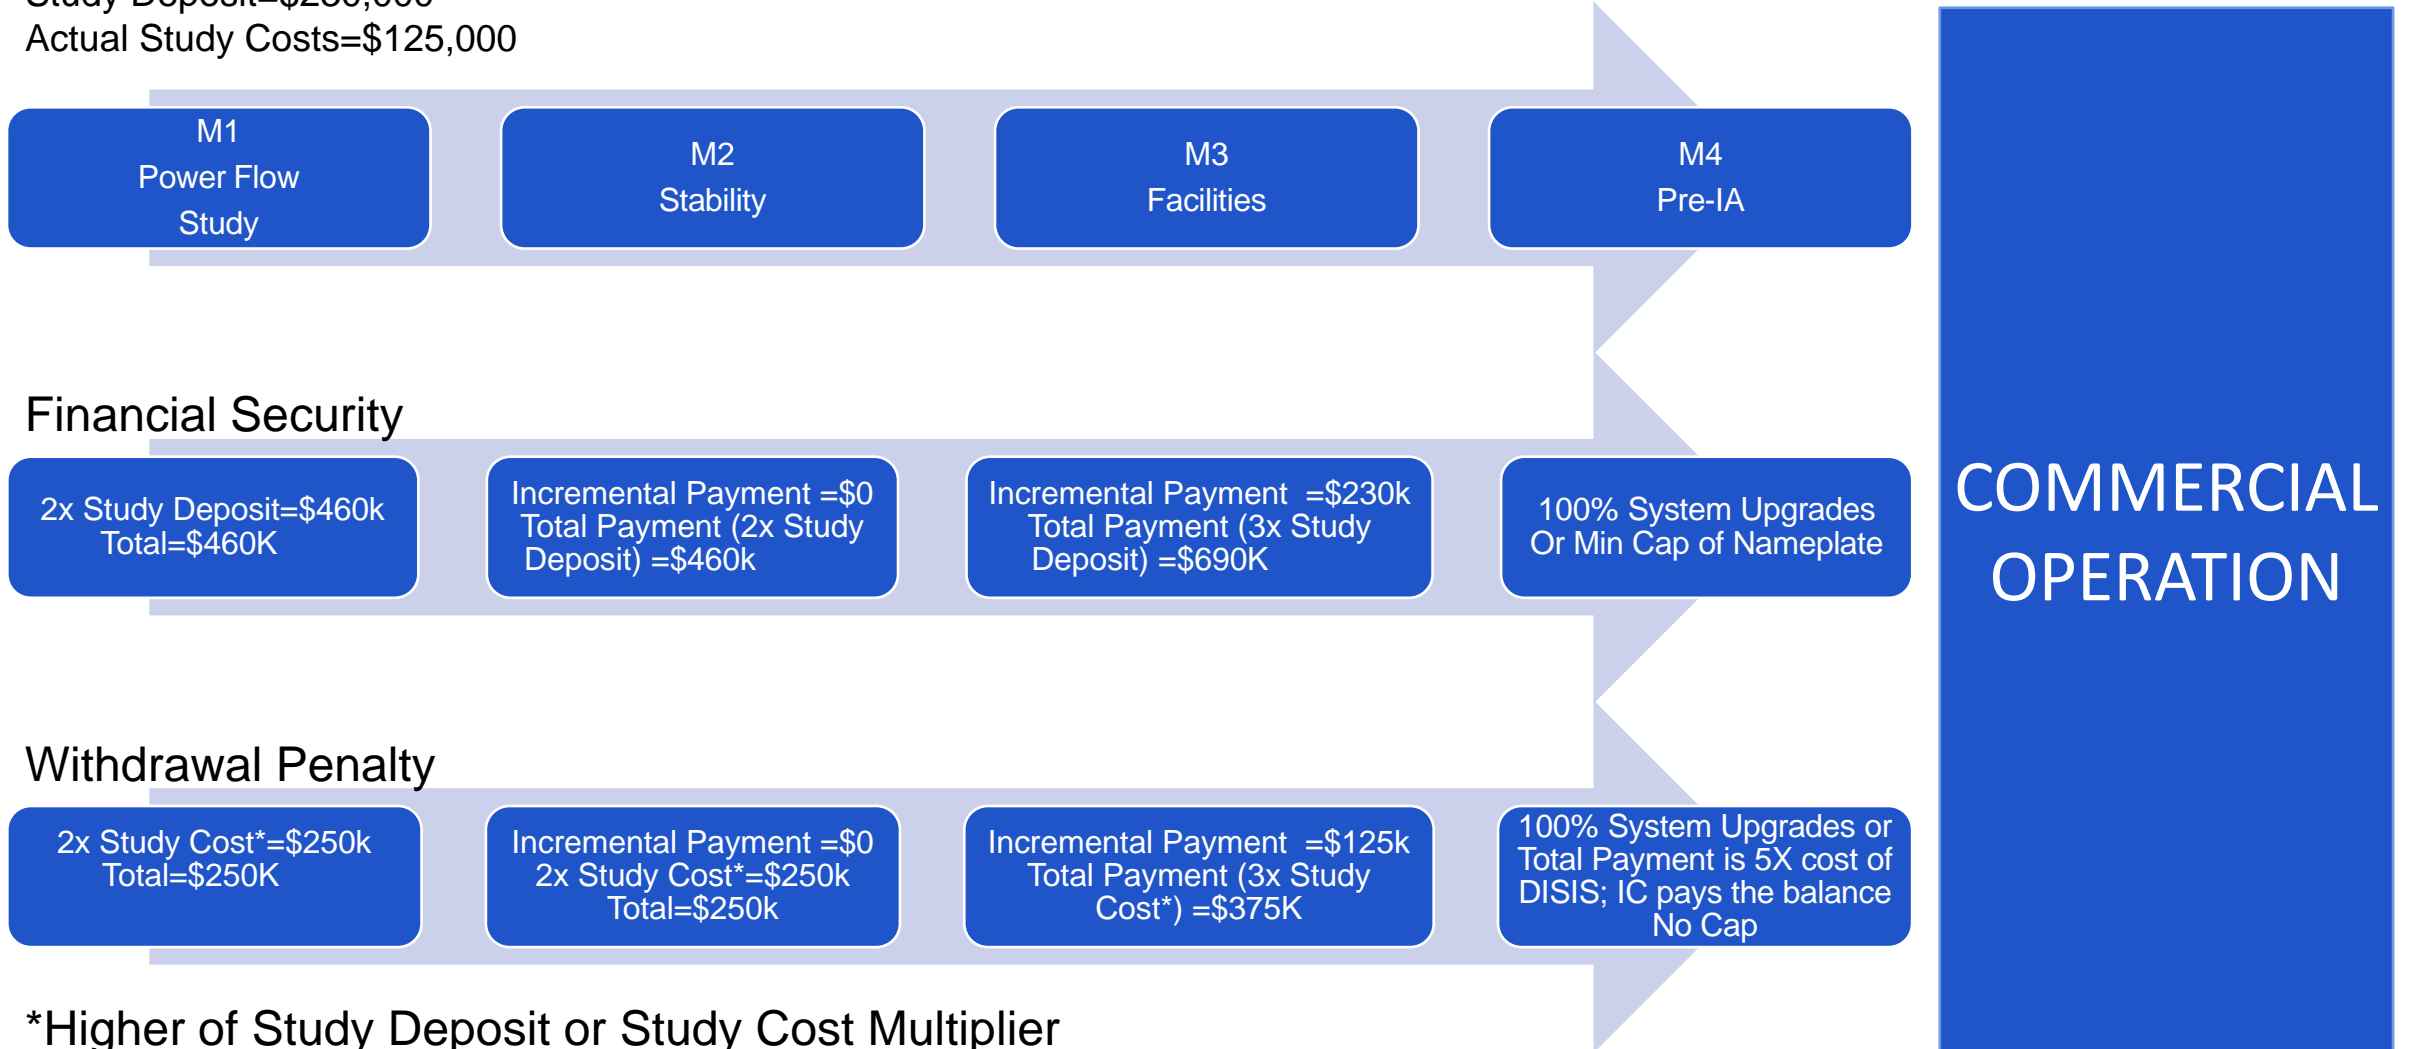 Study Deposit=$230,000
Actual Study Costs=$125,000
M1
Power Flow
Study
M2
Stability
M3
Facilities
M4
Pre-IA
Financial Security
2x Study Deposit=$460k
Total=$460K
Incremental Payment =$0
Total Payment (2x Study
Deposit) =$460k
Incremental Payment  =$230k
Total Payment (3x Study
Deposit) =$690K
100% System Upgrades
Or Min Cap of Nameplate
COMMERCIAL
OPERATION
Withdrawal Penalty
2x Study Cost*=$250k
Total=$250K
Incremental Payment =$0
2x Study Cost*=$250k
Total=$250k
Incremental Payment  =$125k
Total Payment (3x Study
Cost*) =$375K
100% System Upgrades or
Total Payment is 5X cost of
DISIS; IC pays the balance
No Cap
*Higher of Study Deposit or Study Cost Multiplier